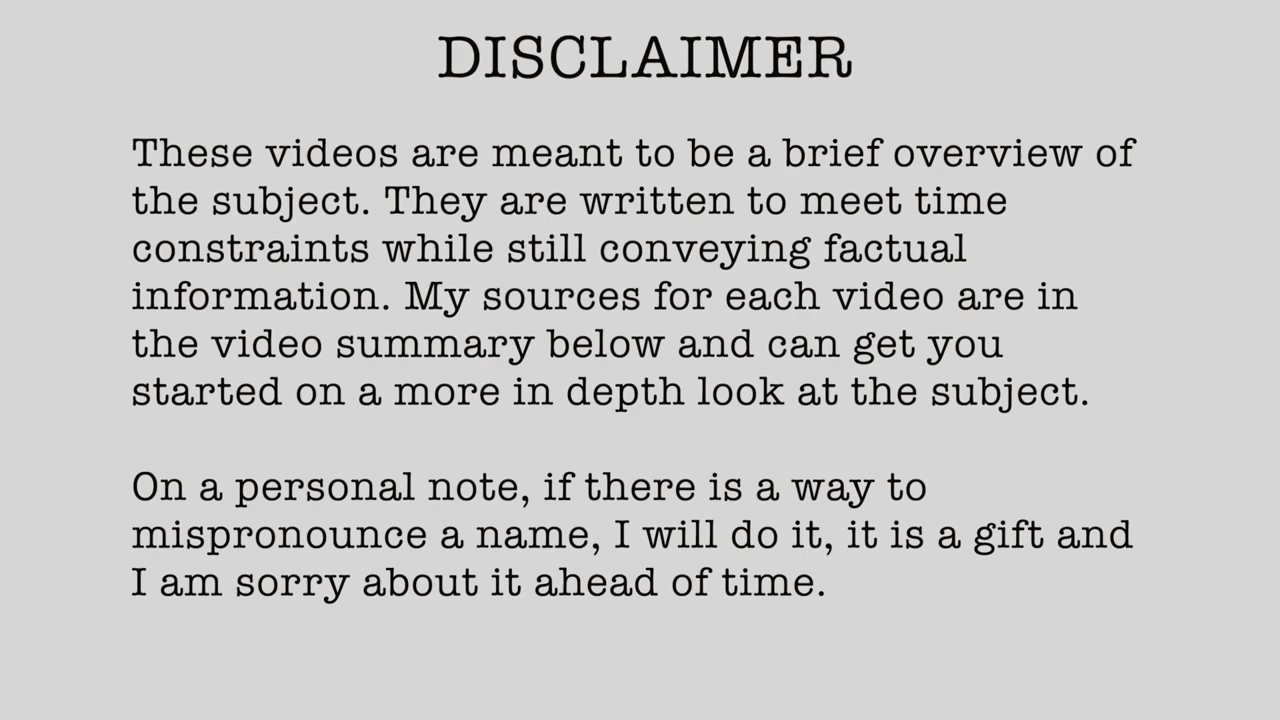 DISCLAIMER
These videos are meant to be a brief overview of
the subject. They are written to meet time
constraints while still conveying factual
information. My sources for each video are in
the video summary below and can get you
started on a more in depth look at the subject.
On a personal note, if there is a way to
mispronounce a name, I will do it, it is a gift and
I am sorry about it ahead of time.